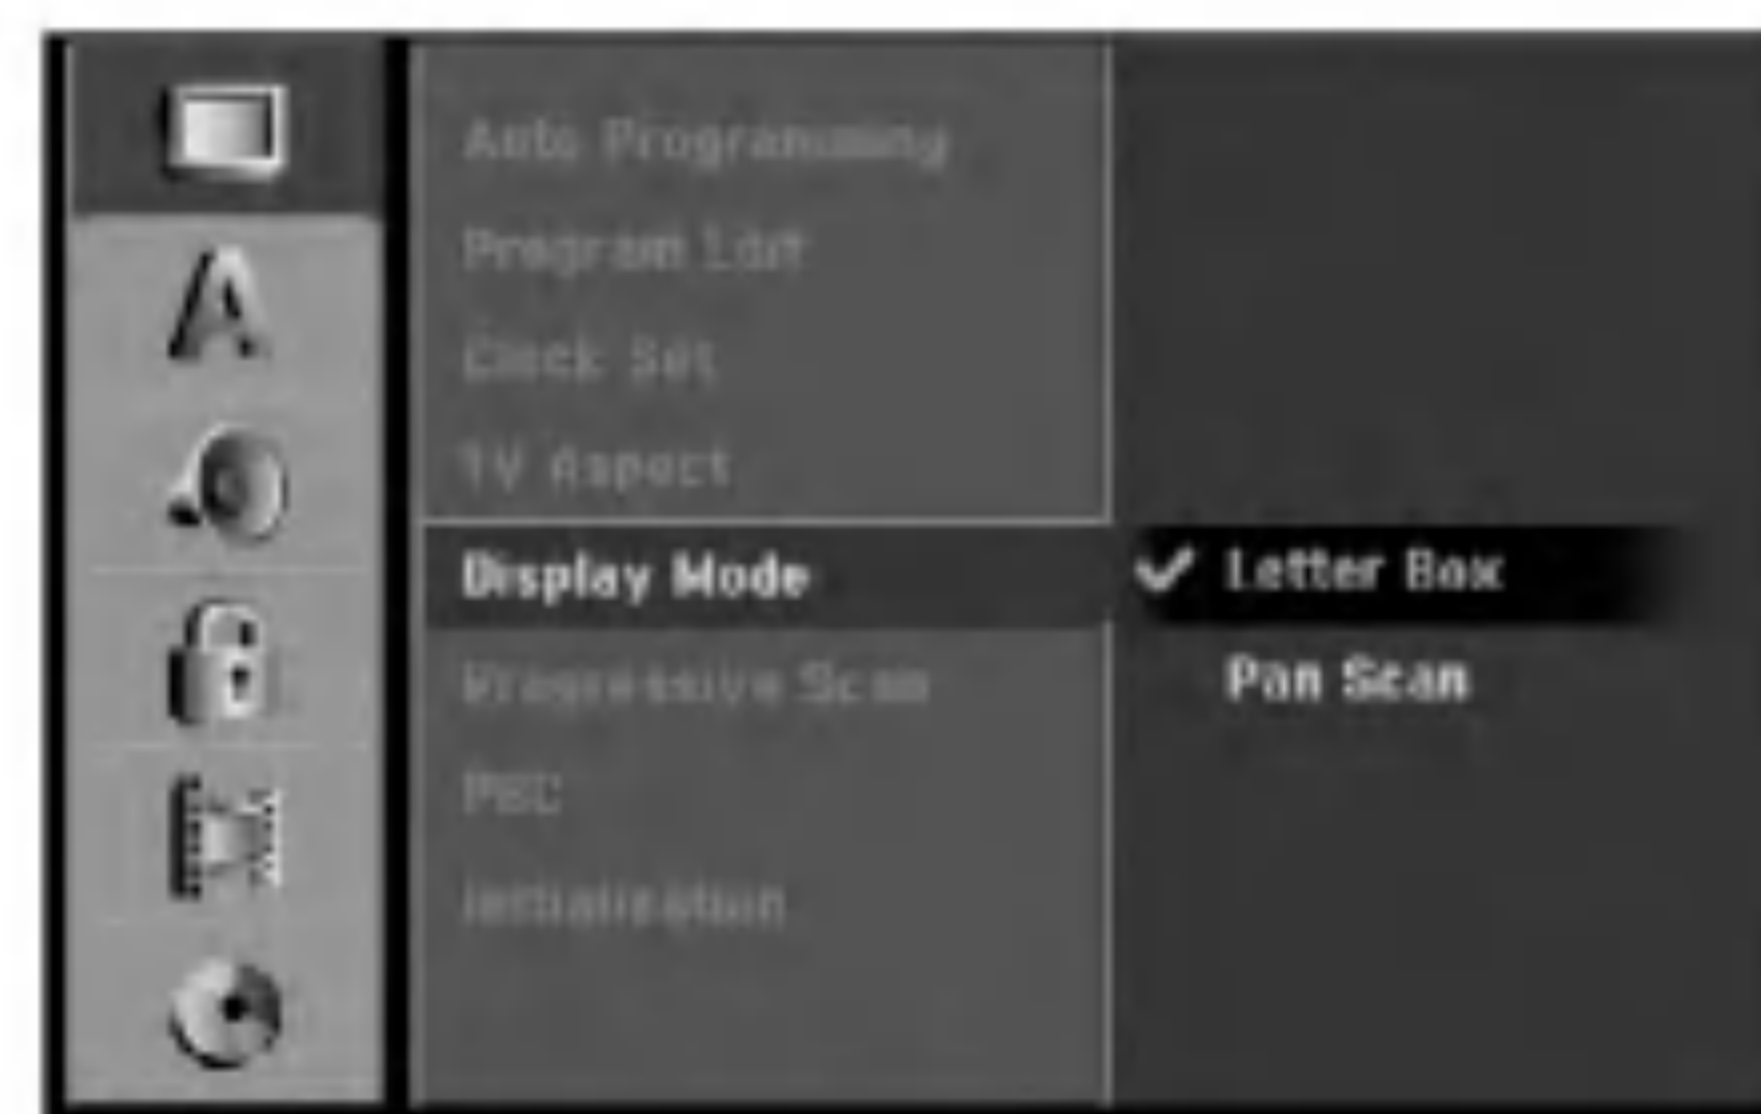 Auto Programming
Program Edit
Clock Set
TV Aspect
Display Mode
Letter Box
Progressive Scan
Pan Scan
PBC
Initialization